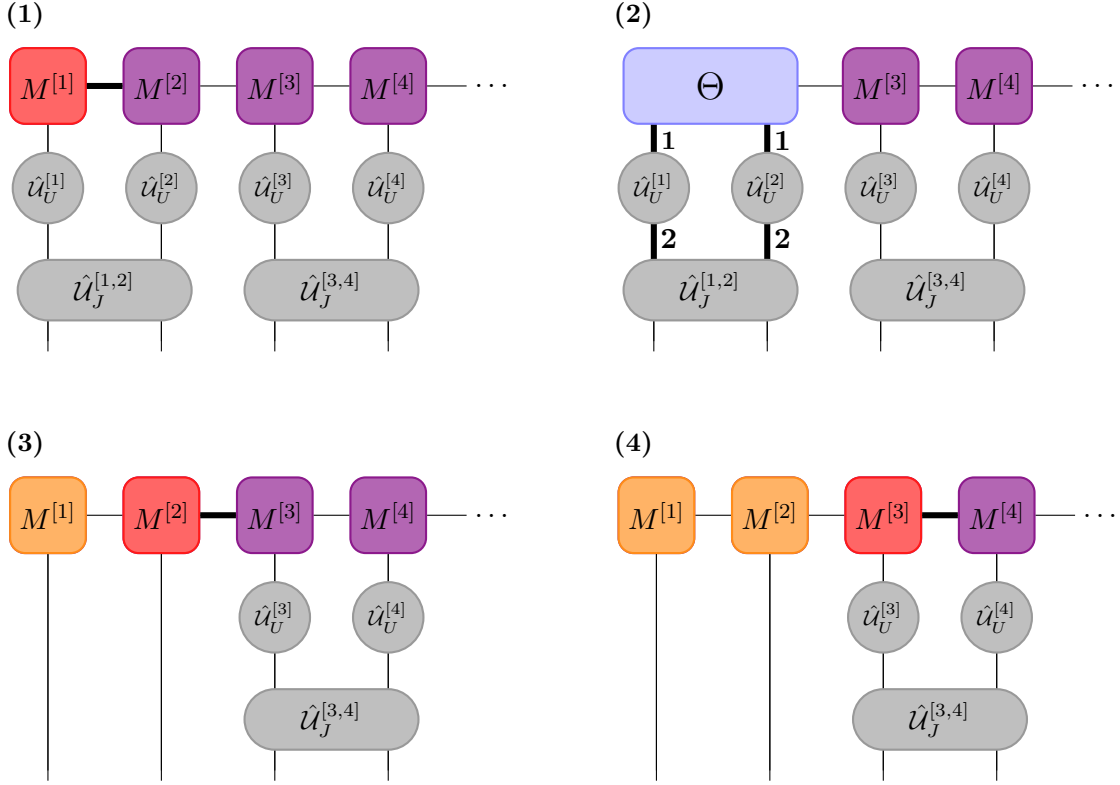 (1) (2)
M^{[1]} M^{[2]} M^{[3]} M^{[4]} ··· Θ M^{[3]} M^{[4]} ···
1 1
\hat{\mathcal{U}}_U^{[1]} \hat{\mathcal{U}}_U^{[2]} \hat{\mathcal{U}}_U^{[3]} \hat{\mathcal{U}}_U^{[4]} \hat{\mathcal{U}}_U^{[1]} \hat{\mathcal{U}}_U^{[2]} \hat{\mathcal{U}}_U^{[3]} \hat{\mathcal{U}}_U^{[4]}
2 2
\hat{\mathcal{U}}_J^{[1,2]} \hat{\mathcal{U}}_J^{[3,4]} \hat{\mathcal{U}}_J^{[1,2]} \hat{\mathcal{U}}_J^{[3,4]}
(3) (4)
M^{[1]} M^{[2]} M^{[3]} M^{[4]} ··· M^{[1]} M^{[2]} M^{[3]} M^{[4]} ···
\hat{\mathcal{U}}_U^{[3]} \hat{\mathcal{U}}_U^{[4]} \hat{\mathcal{U}}_U^{[3]} \hat{\mathcal{U}}_U^{[4]}
\hat{\mathcal{U}}_J^{[3,4]} \hat{\mathcal{U}}_J^{[3,4]}